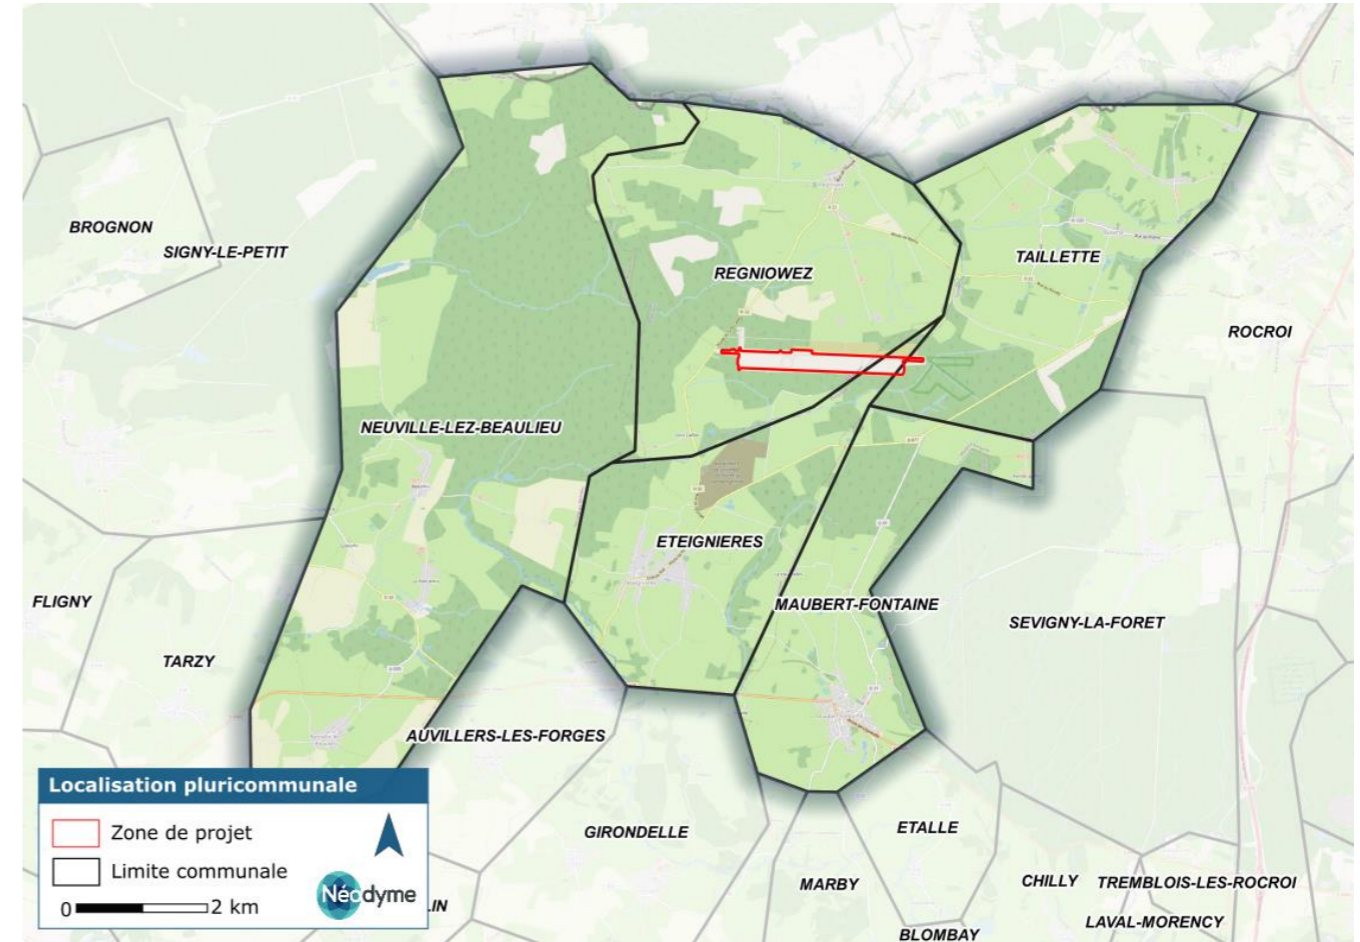 BROGNON
SIGNY-LE-PETIT
REGNIOWEZ
TAILLETTE
ROCROI
NEUVILLE-LEZ-BEAULIEU
ETEIGNIERES
MAUBERT-FONTAINE
FLIGNY
SEVIGNY-LA-FORET
TARZY
AUVILLERS-LES-FORGES
GIRONDELLE
ETALLE
MARBY
CHILLY
TREMBLOIS-LES-ROCROI
LAVAL-MORENCY
BLOMBAY
LIN
Localisation pluricommunale
Zone de projet
Limite communale
0 2 km
Néodyme